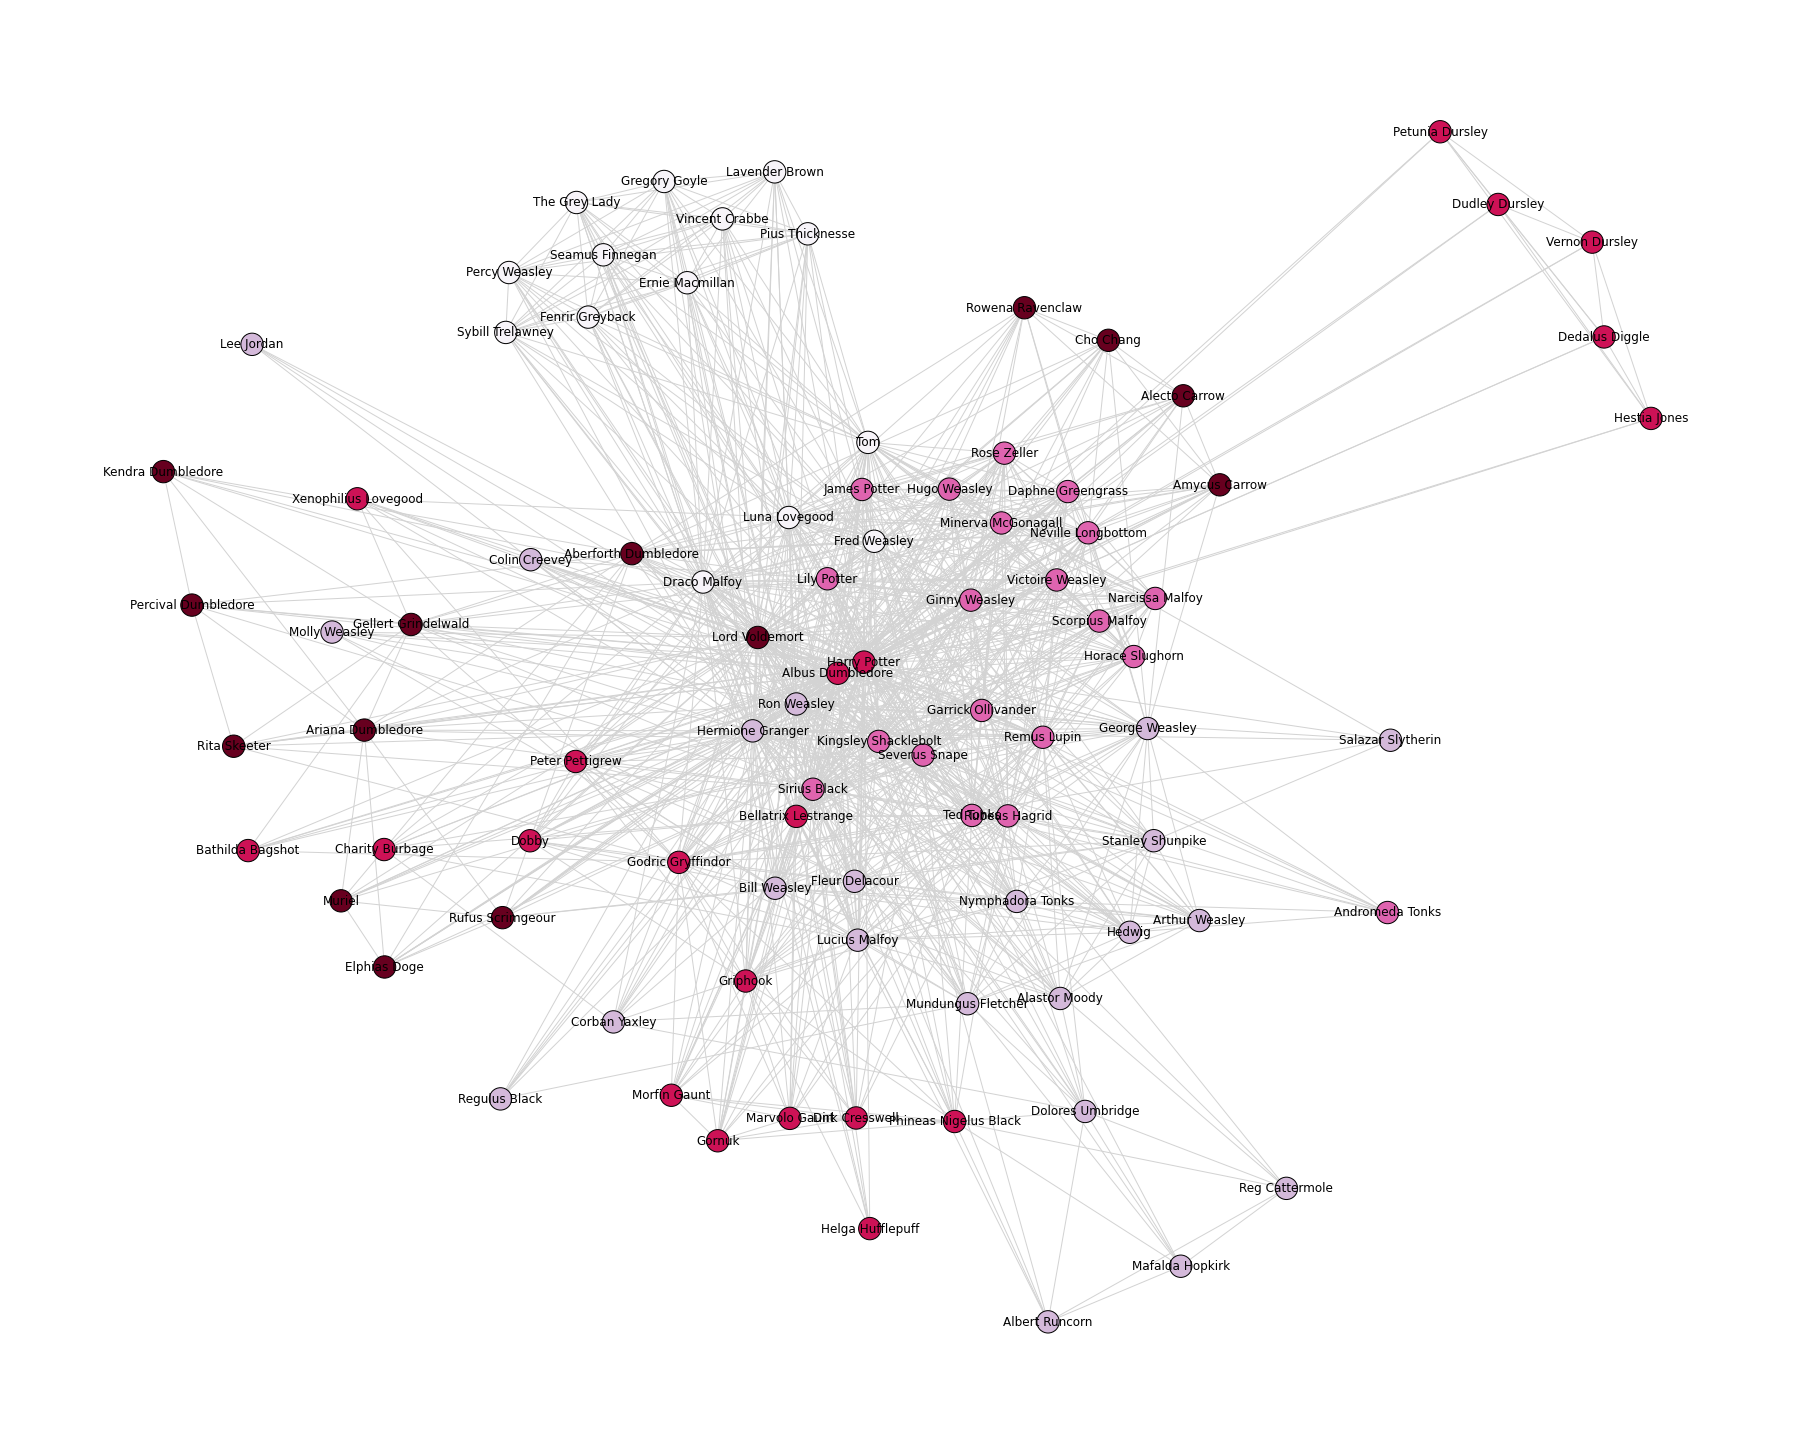 Petunia Dursley
Lavender Brown
Gregory Goyle
The Grey Lady
Dudley Dursley
Vincent Crabbe
Pius Thicknesse
Vernon Dursley
Seamus Finnegan
Percy Weasley
Ernie Macmillan
Rowena Ravenclaw
Fenrir Greyback
Sybill Trelawney
Dedalus Diggle
Cho Chang
Lee Jordan
Alecto Carrow
Hestia Jones
Tom
Rose Zeller
Kendra Dumbledore
Amycus Carrow
James Potter
Hugo Weasley
Daphne Greengrass
Xenophilius Lovegood
Luna Lovegood
Minerva McGonagall
Neville Longbottom
Fred Weasley
Aberforth Dumbledore
Colin Creevey
Lily Potter
Victoire Weasley
Draco Malfoy
Narcissa Malfoy
Ginny Weasley
Percival Dumbledore
Scorpius Malfoy
Gellert Grindelwald
Molly Weasley
Lord Voldemort
Horace Slughorn
Harry Potter
Albus Dumbledore
Ron Weasley
Garrick Ollivander
George Weasley
Ariana Dumbledore
Hermione Granger
Remus Lupin
Salazar Slytherin
Kingsley Shacklebolt
Rita Skeeter
Severus Snape
Peter Pettigrew
Sirius Black
Ted Tonks
Rubeus Hagrid
Bellatrix Lestrange
Dobby
Stanley Shunpike
Bathilda Bagshot
Charity Burbage
Godric Gryffindor
Fleur Delacour
Bill Weasley
Muriel
Nymphadora Tonks
Andromeda Tonks
Rufus Scrimgeour
Arthur Weasley
Hedwig
Lucius Malfoy
Elphias Doge
Griphook
Alastor Moody
Mundungus Fletcher
Corban Yaxley
Morfin Gaunt
Regulus Black
Dolores Umbridge
Marvolo Gaunt
Dirk Cresswell
Phineas Nigelus Black
Gornuk
Reg Cattermole
Helga Hufflepuff
Mafalda Hopkirk
Albert Runcorn